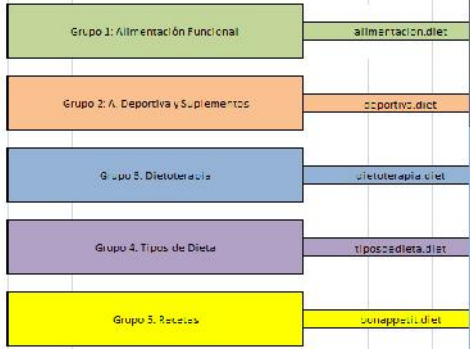 Grupo 1: Alimentación Funcional
alimentacion.diet
Grupo 2: A. Deportiva y Suplementos
deportiva.diet
Grupo 3. Dietoterapia
dietoterapia.diet
Grupo 4. Tipos de Dieta
tiposdedieta.diet
Grupo 5. Recetas
bonappetit.diet